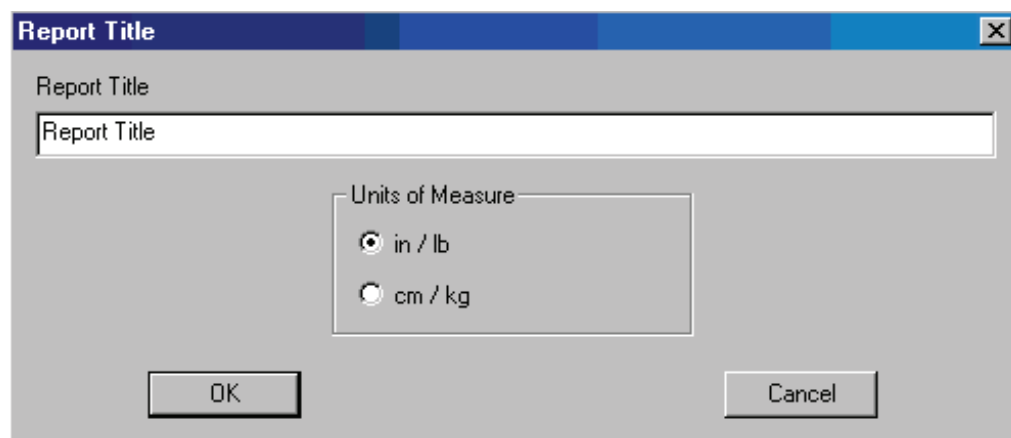 Report Title
Report Title
Report Title
Units of Measure
in / lb
cm / kg
OK
Cancel